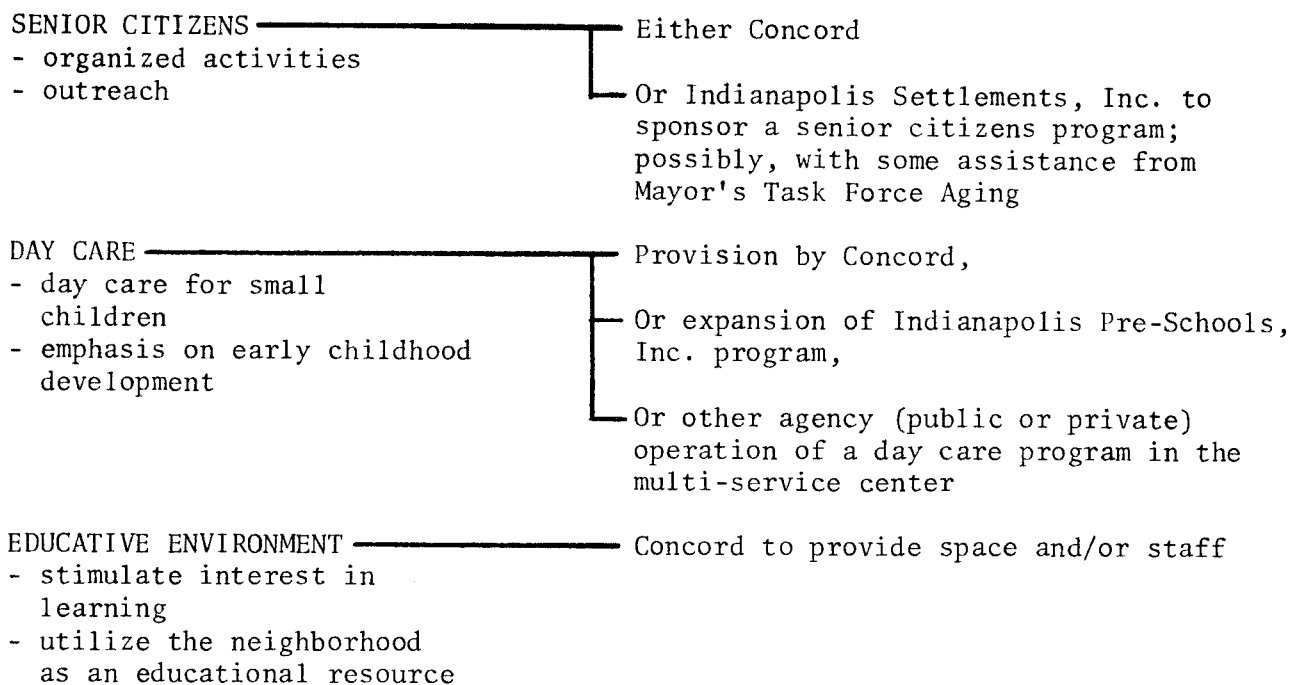 SENIOR CITIZENS
- organized activities
- outreach
Either Concord
Or Indianapolis Settlements, Inc. to
sponsor a senior citizens program;
possibly, with some assistance from
Mayor's Task Force Aging
DAY CARE
- day care for small
children
- emphasis on early childhood
development
Provision by Concord,
Or expansion of Indianapolis Pre-Schools,
Inc. program,
Or other agency (public or private)
operation of a day care program in the
multi-service center
EDUCATIVE ENVIRONMENT
- stimulate interest in
learning
- utilize the neighborhood
as an educational resource
Concord to provide space and/or staff